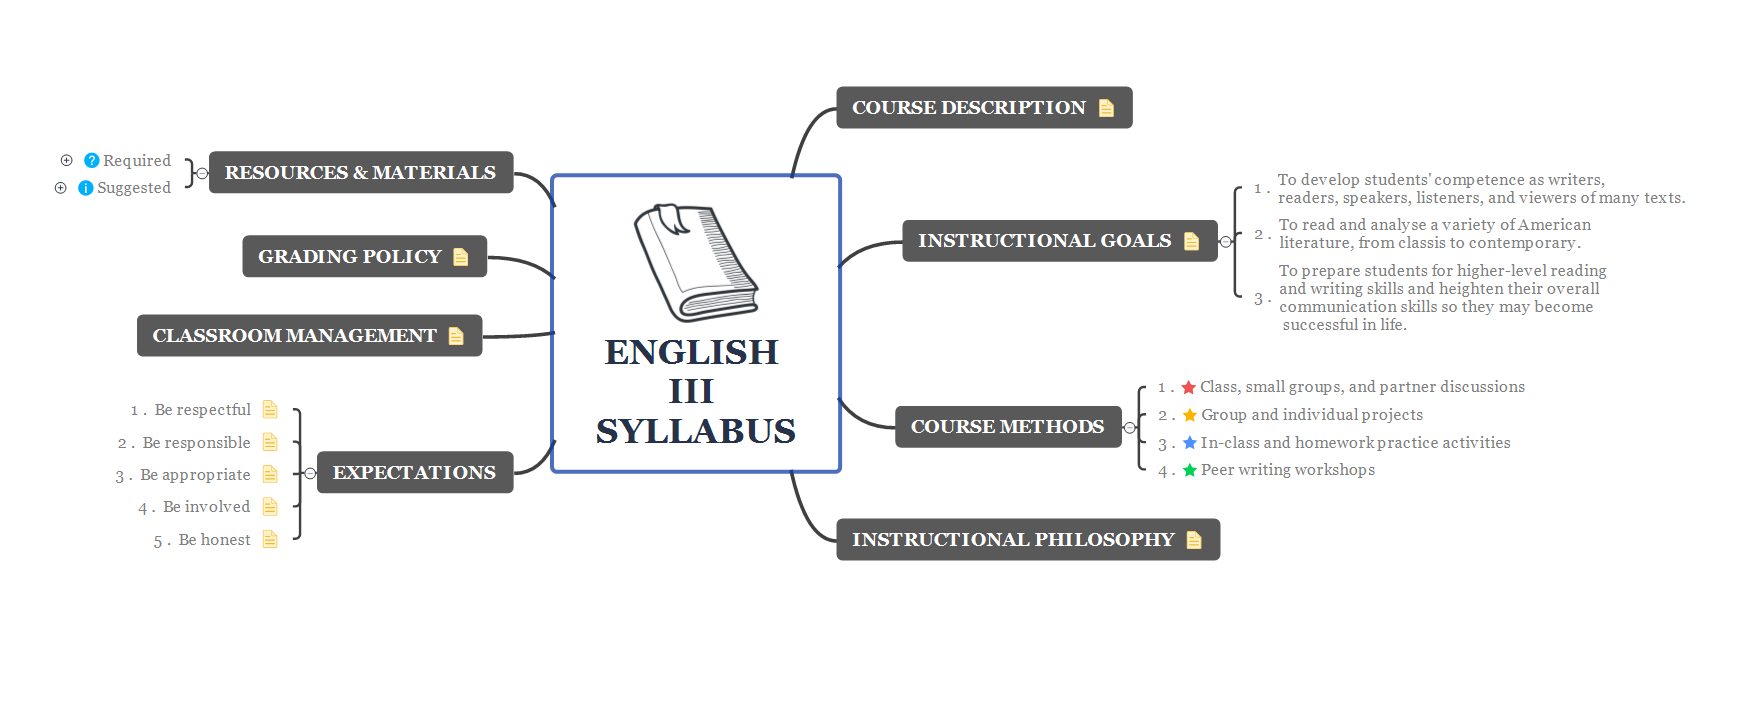 ENGLISH
III
SYLLABUS
COURSE DESCRIPTION
INSTRUCTIONAL GOALS
1. To develop students' competence as writers,
readers, speakers, listeners, and viewers of many texts.
2. To read and analyse a variety of American
literature, from classis to contemporary.
3. To prepare students for higher-level reading
and writing skills and heighten their overall
communication skills so they may become
successful in life.
COURSE METHODS
1. Class, small groups, and partner discussions
2. Group and individual projects
3. In-class and homework practice activities
4. Peer writing workshops
INSTRUCTIONAL PHILOSOPHY
RESOURCES & MATERIALS
Required
Suggested
GRADING POLICY
CLASSROOM MANAGEMENT
EXPECTATIONS
1. Be respectful
2. Be responsible
3. Be appropriate
4. Be involved
5. Be honest